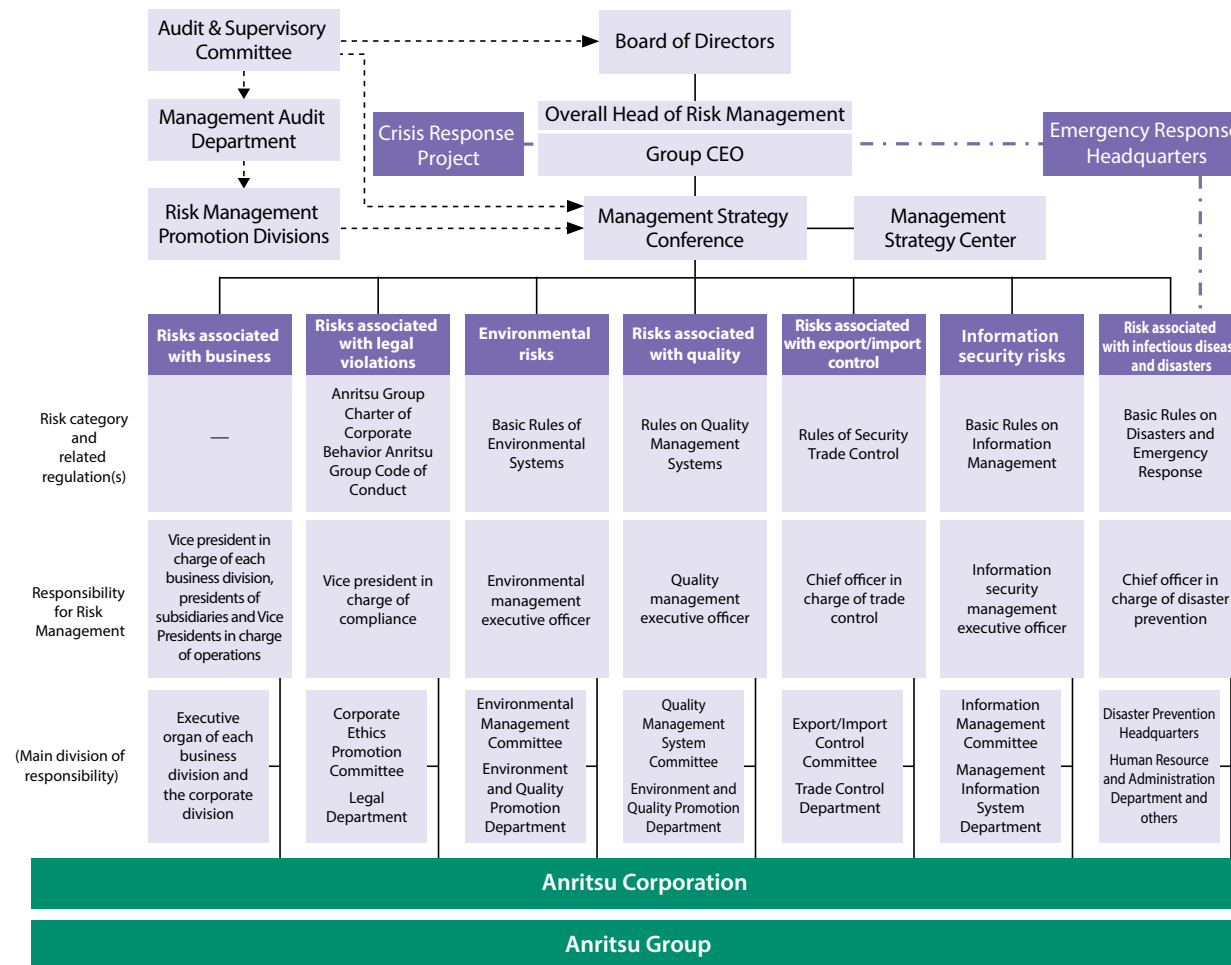 Audit & Supervisory
Committee
Board of Directors
Management Audit
Department
Crisis Response
Project
Overall Head of Risk Management
Group CEO
Emergency Response
Headquarters
Risk Management
Promotion Divisions
Management Strategy
Conference
Management
Strategy Center
Risks associated
with business
Risks associated
with legal
violations
Environmental
risks
Risks associated
with quality
Risks associated
with export/import
control
Information
security risks
Risk associated
with infectious diseas
and disasters
Risk category
and
related
regulation(s)
—
Anritsu Group
Charter of
Corporate
Behavior Anritsu
Group Code of
Conduct
Basic Rules of
Environmental
Systems
Rules on Quality
Management
Systems
Rules of Security
Trade Control
Basic Rules on
Information
Management
Basic Rules on
Disasters and
Emergency
Response
Responsibility
for Risk
Management
Vice president in
charge of each
business division,
presidents of
subsidiaries and Vice
Presidents in charge
of operations
Vice president in
charge of
compliance
Environmental
management
executive officer
Quality
management
executive officer
Chief officer in
charge of trade
control
Information
security
management
executive officer
Chief officer in
charge of disaster
prevention
(Main division of
responsibility)
Executive
organ of each
business
division and
the corporate
division
Corporate
Ethics
Promotion
Committee
Legal
Department
Environmental
Management
Committee
Environment
and Quality
Promotion
Department
Quality
Management
System
Committee
Environment and
Quality Promotion
Department
Export/Import
Control
Committee
Trade Control
Department
Information
Management
Committee
Management
Information
System
Department
Disaster Prevention
Headquarters
Human Resource
and Administration
Department and
others
Anritsu Corporation
Anritsu Group